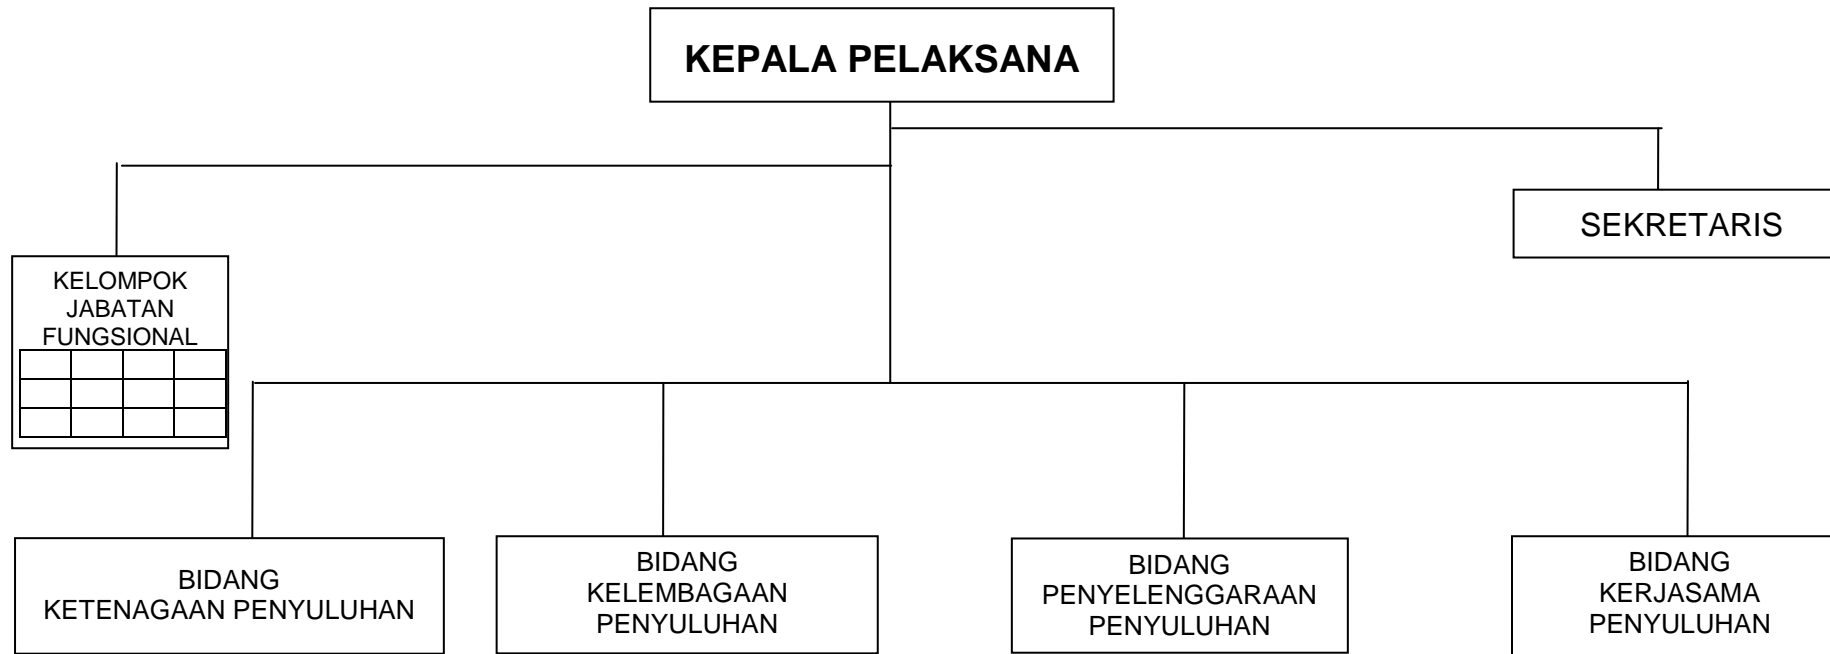 KEPALA PELAKSANA
SEKRETARIS
KELOMPOK
JABATAN
FUNGSIONAL
BIDANG
KETENAGAAN PENYULUHAN
BIDANG
KELEMBAGAAN
PENYULUHAN
BIDANG
PENYELENGGARAAN
PENYULUHAN
BIDANG
KERJASAMA
PENYULUHAN